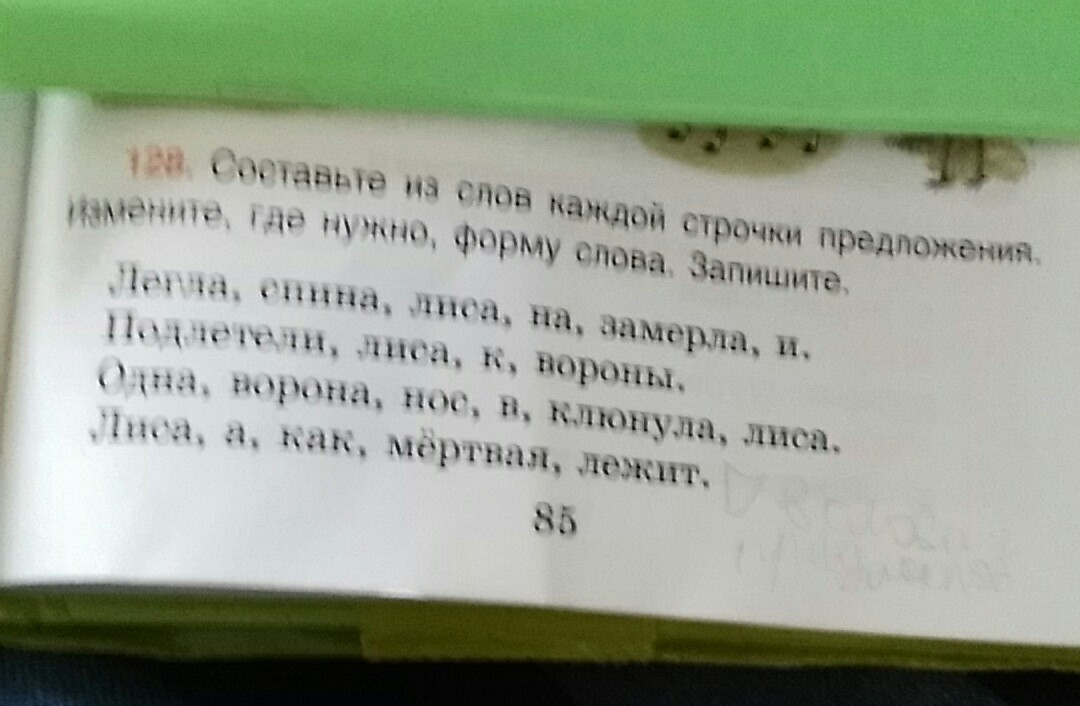 128. Составьте из слов каждой строчки предложения.
Измените, где нужно, форму слова. Запишите.
Легла, спина, лиса, на, замерла, и.
Подлетели, лиса, к, вороны.
Одна, ворона, нос, в, клюнула, лиса.
Лиса, а, как, мёртвая, лежит.
85